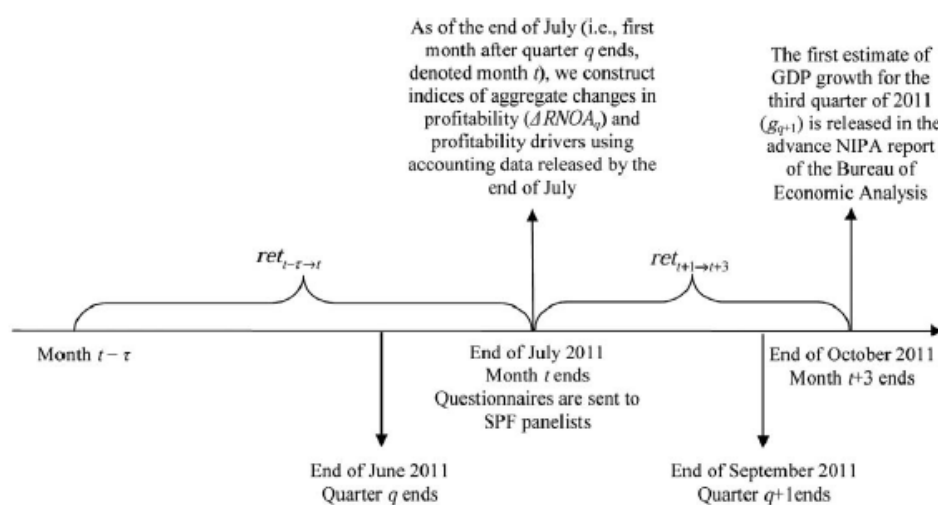 As of the end of July (i.e., first
month after quarter q ends,
denoted month t), we construct
indices of aggregate changes in
profitability (ΔRNOA_q) and
profitability drivers using
accounting data released by the
end of July
The first estimate of
GDP growth for the
third quarter of 2011
(g_{q+1}) is released in the
advance NIPA report
of the Bureau of
Economic Analysis
ret_{t−τ→t}
ret_{t+1→t+3}
Month t − τ
End of July 2011
Month t ends
Questionnaires are sent to
SPF panelists
End of October 2011
Month t+3 ends
End of June 2011
Quarter q ends
End of September 2011
Quarter q+1ends